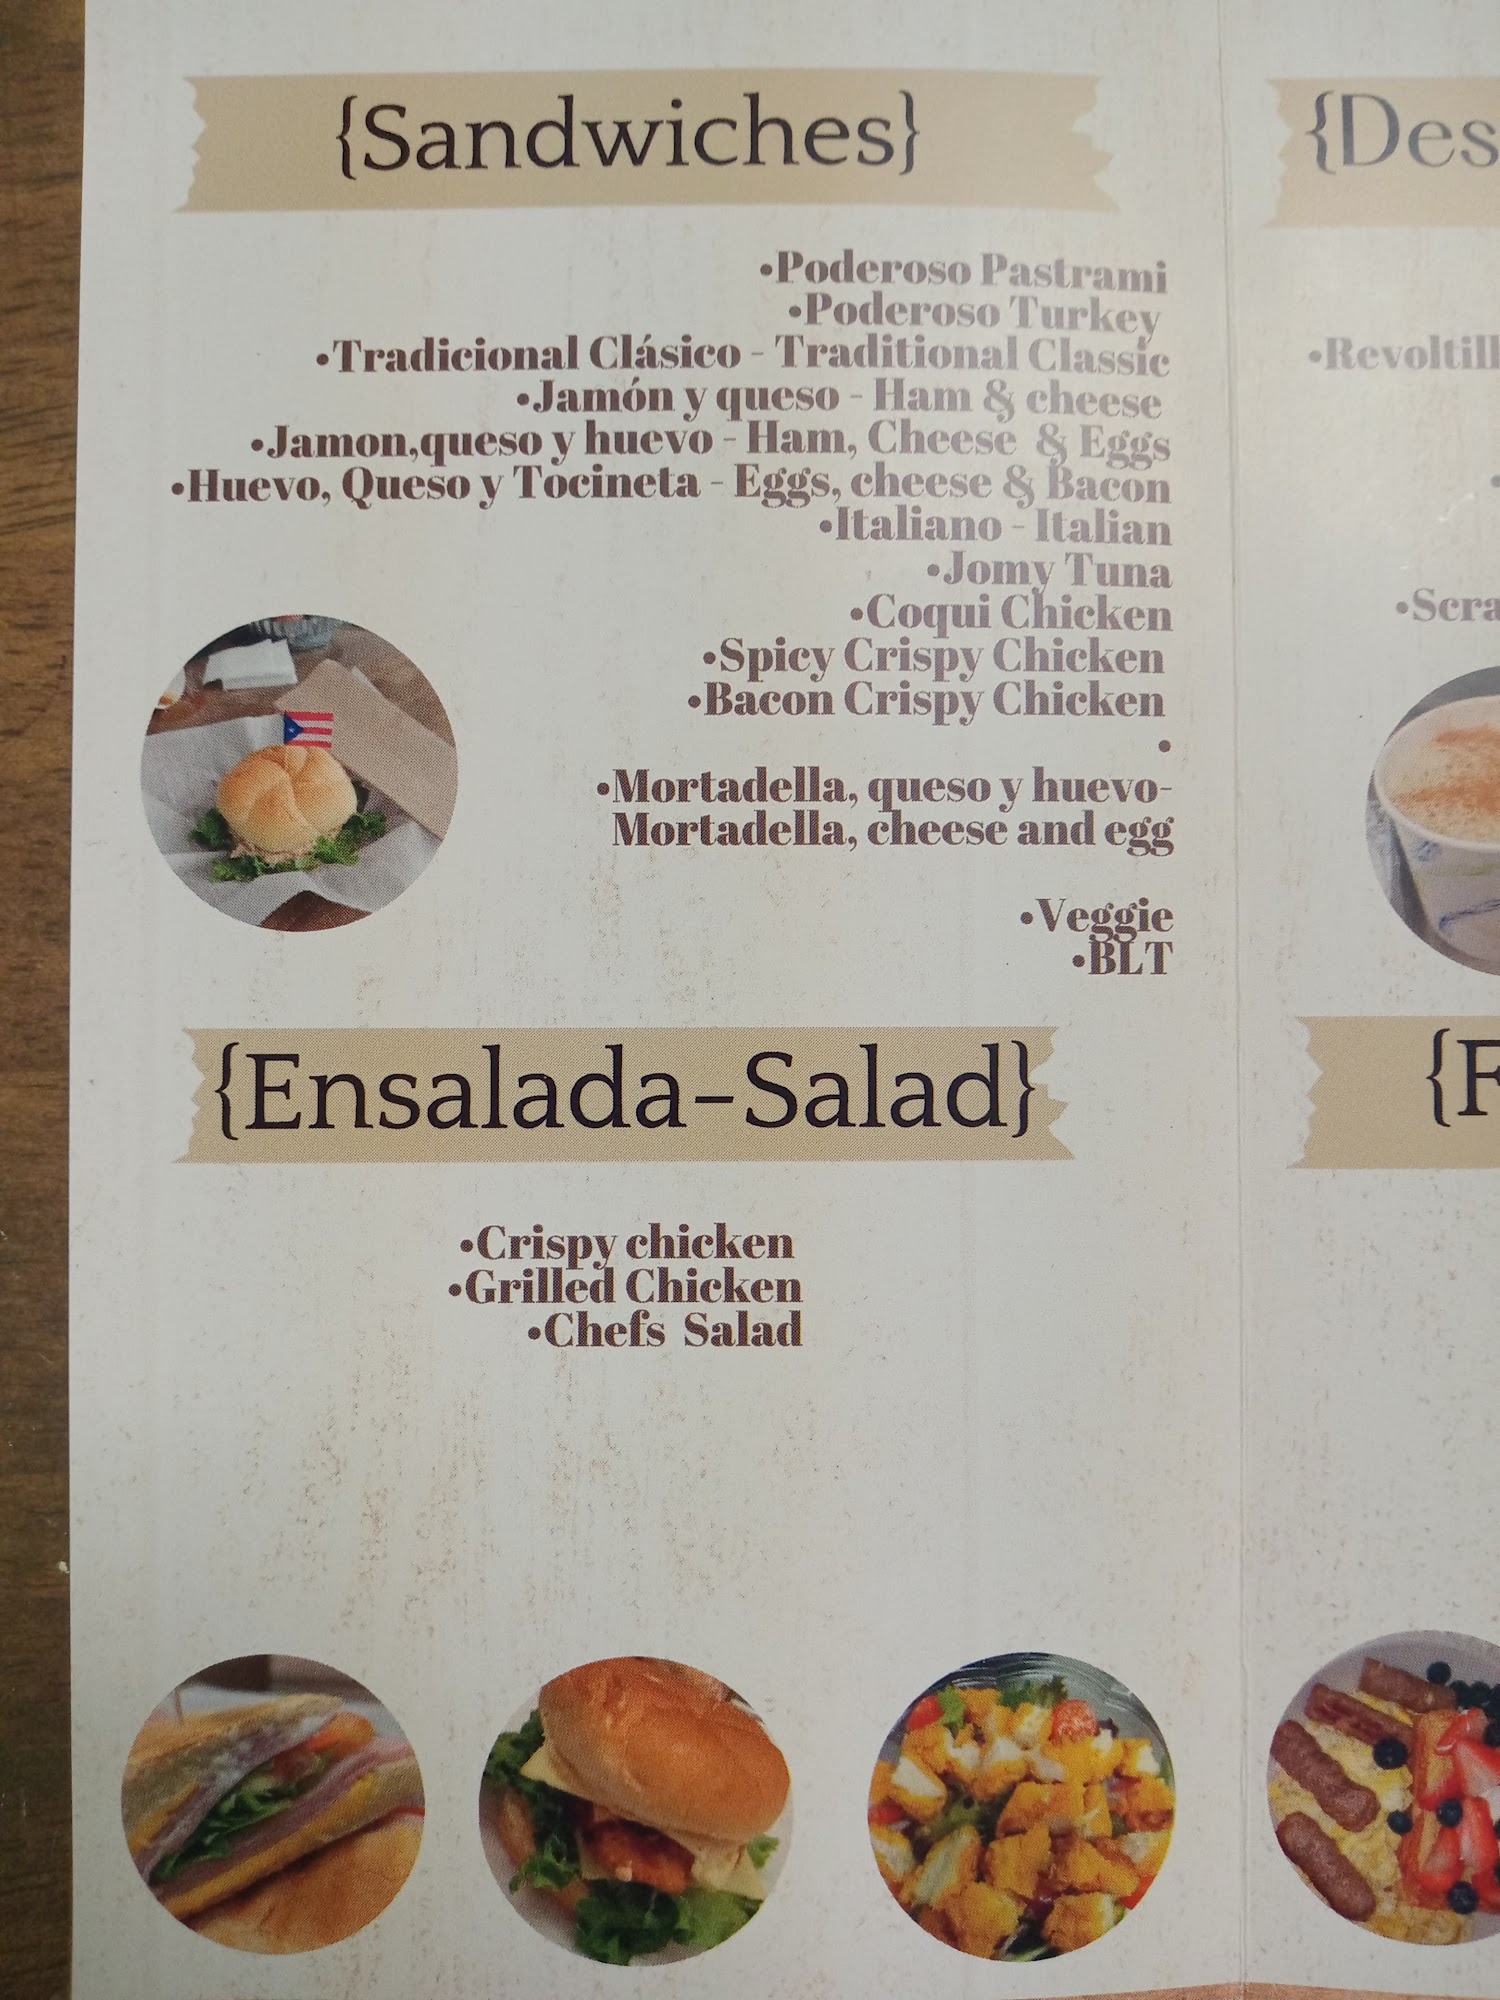 {Sandwiches}
•Poderoso Pastrami
•Poderoso Turkey
•Tradicional Clásico - Traditional Classic
•Jamón y queso - Ham & cheese
•Jamon,queso y huevo - Ham, Cheese & Eggs
•Huevo, Queso y Tocineta - Eggs, cheese & Bacon
•Italiano - Italian
•Jomy Tuna
•Coqui Chicken
•Spicy Crispy Chicken
•Bacon Crispy Chicken
•
•Mortadella, queso y huevo-
Mortadella, cheese and egg
•Veggie
•BLT
{Ensalada-Salad}
•Crispy chicken
•Grilled Chicken
•Chefs Salad
{Des
•Revoltill
•Scra
{F